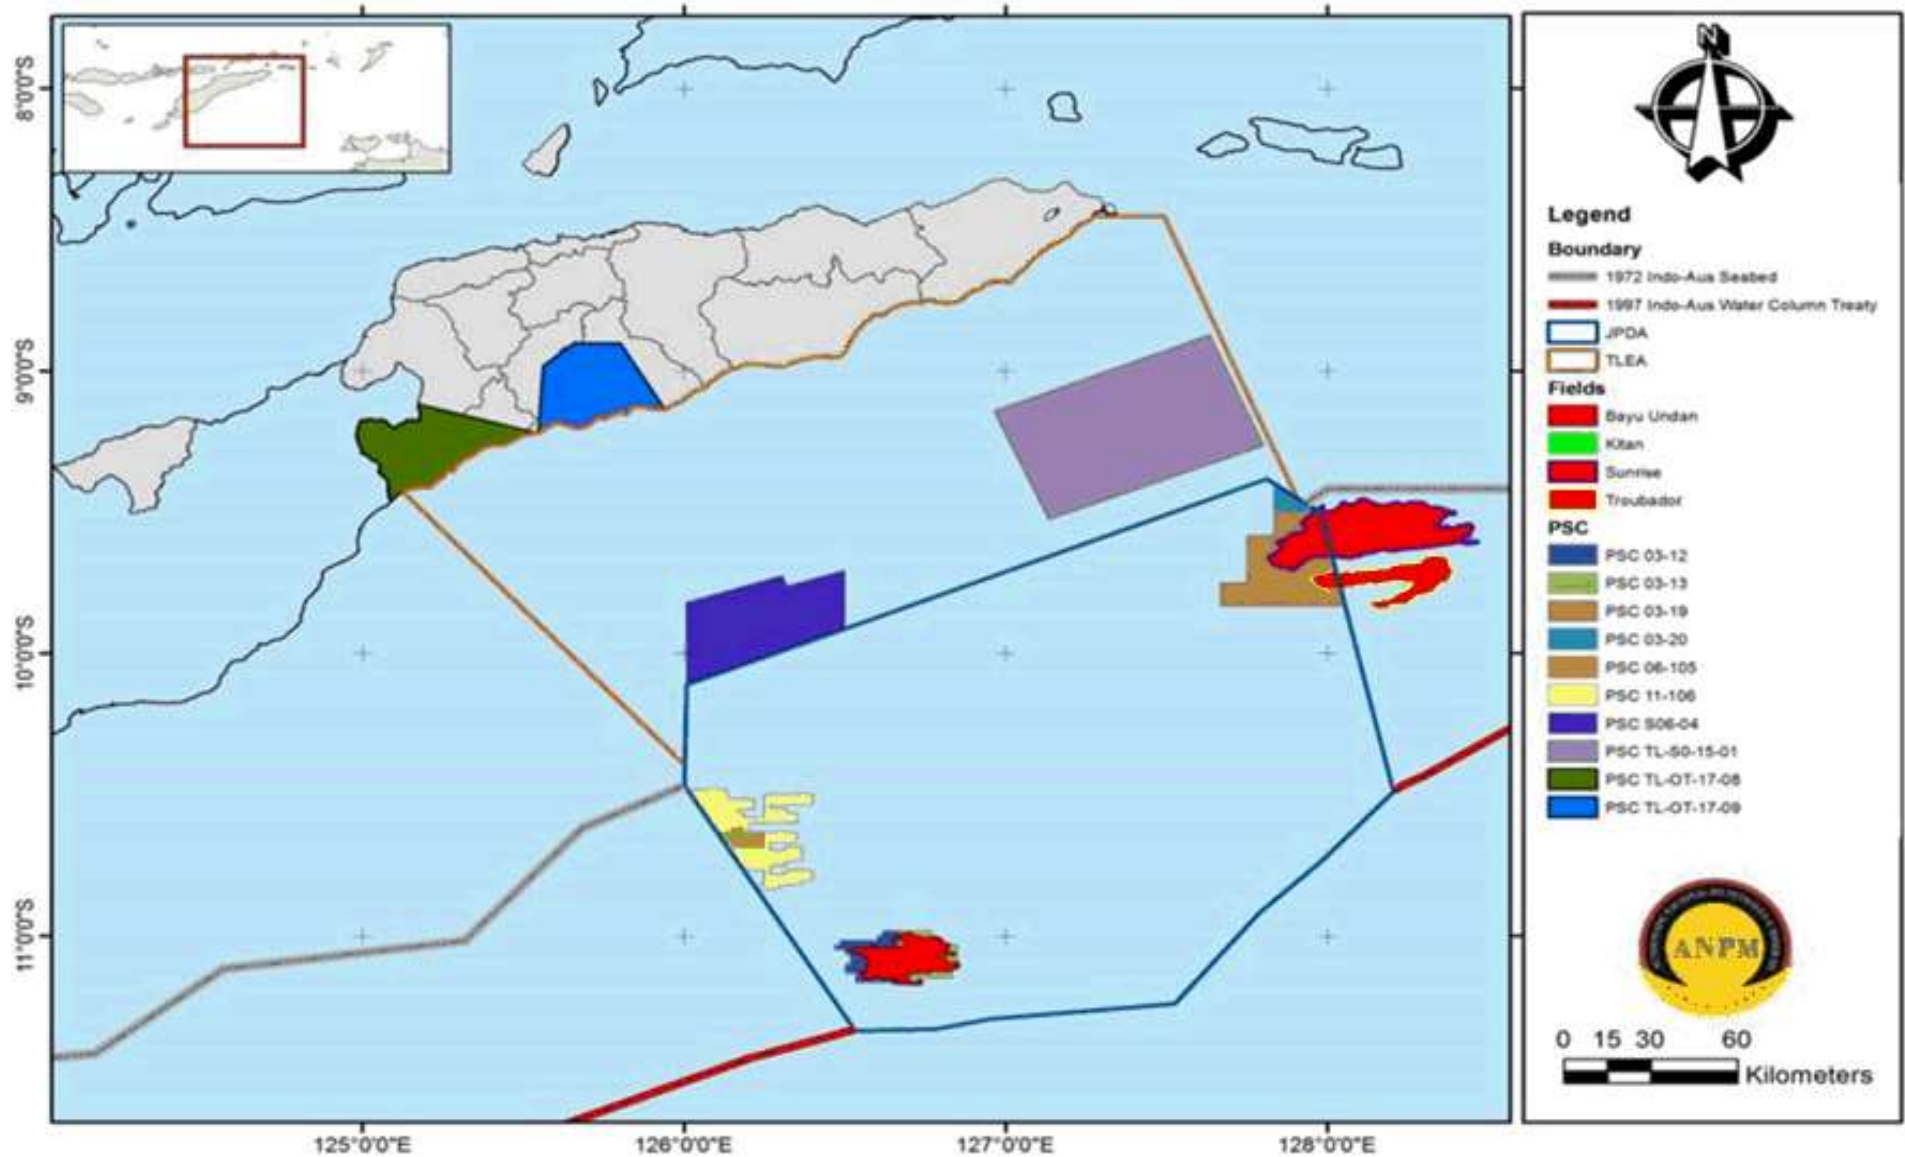 N
8°0'0"S
9°0'0"S
10°0'0"S
11°0'0"S
125°0'0"E
126°0'0"E
127°0'0"E
128°0'0"E
Legend
Boundary
1972 Indo-Aus Seabed
1997 Indo-Aus Water Column Treaty
JPDA
TLEA
Fields
Bayu Undan
Kitan
Sunrise
Troubador
PSC
PSC 03-12
PSC 03-13
PSC 03-19
PSC 03-20
PSC 06-105
PSC 11-106
PSC S06-04
PSC TL-S0-15-01
PSC TL-OT-17-08
PSC TL-OT-17-09
ANPM
0 15 30 60
Kilometers